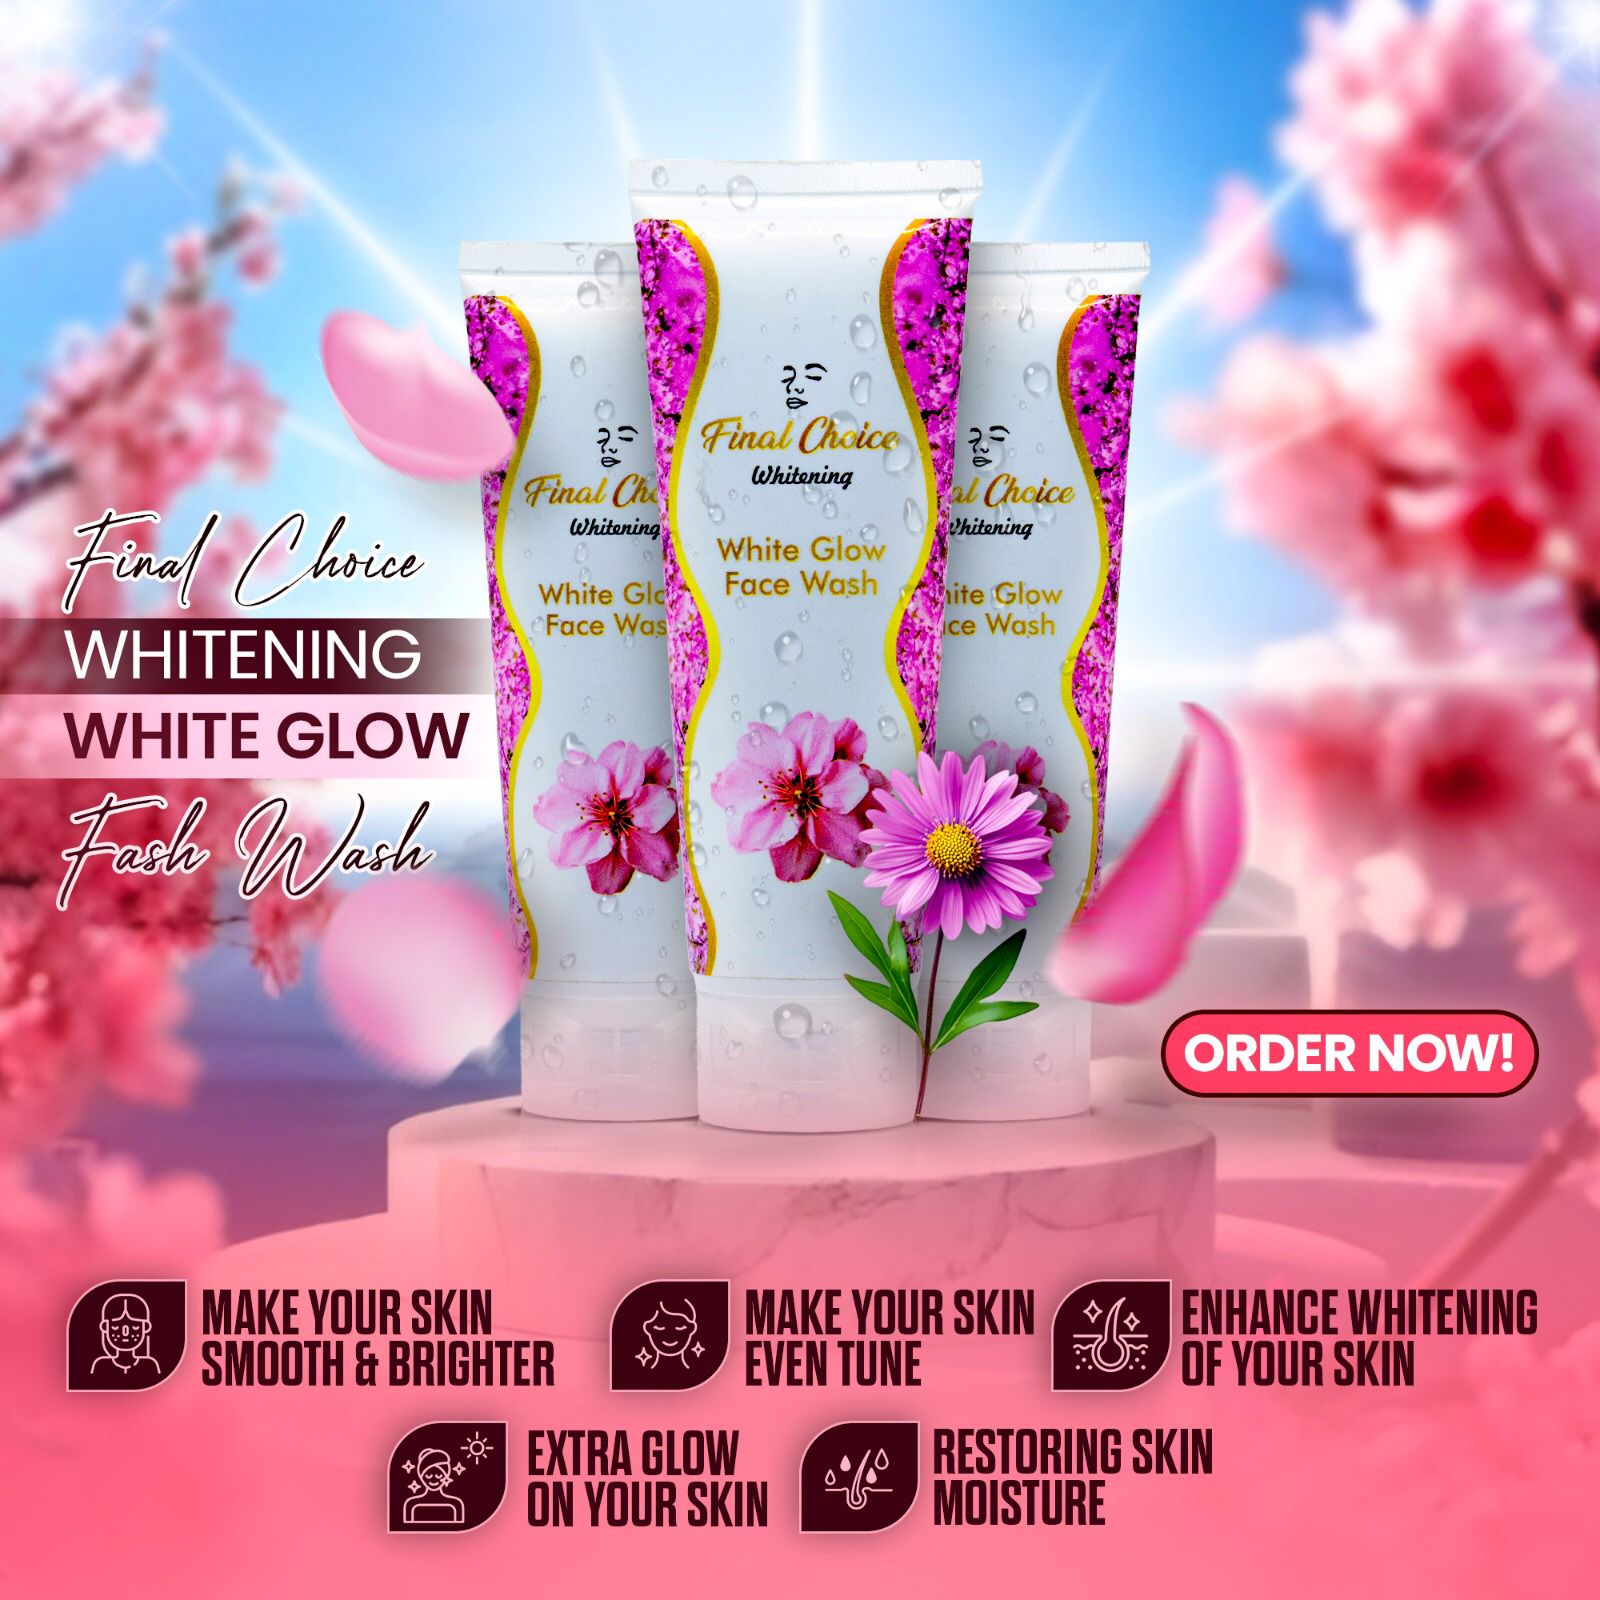 Final Choice
Whitening
White Glow
Face Wash
Final Cho
Whitening
White Glo
Face Was
al Choice
Whitening
hite Glow
ce Wash
Final Choice
WHITENING
WHITE GLOW
Fash Wash
ORDER NOW!
MAKE YOUR SKIN
SMOOTH & BRIGHTER
MAKE YOUR SKIN
EVEN TUNE
ENHANCE WHITENING
OF YOUR SKIN
EXTRA GLOW
ON YOUR SKIN
RESTORING SKIN
MOISTURE